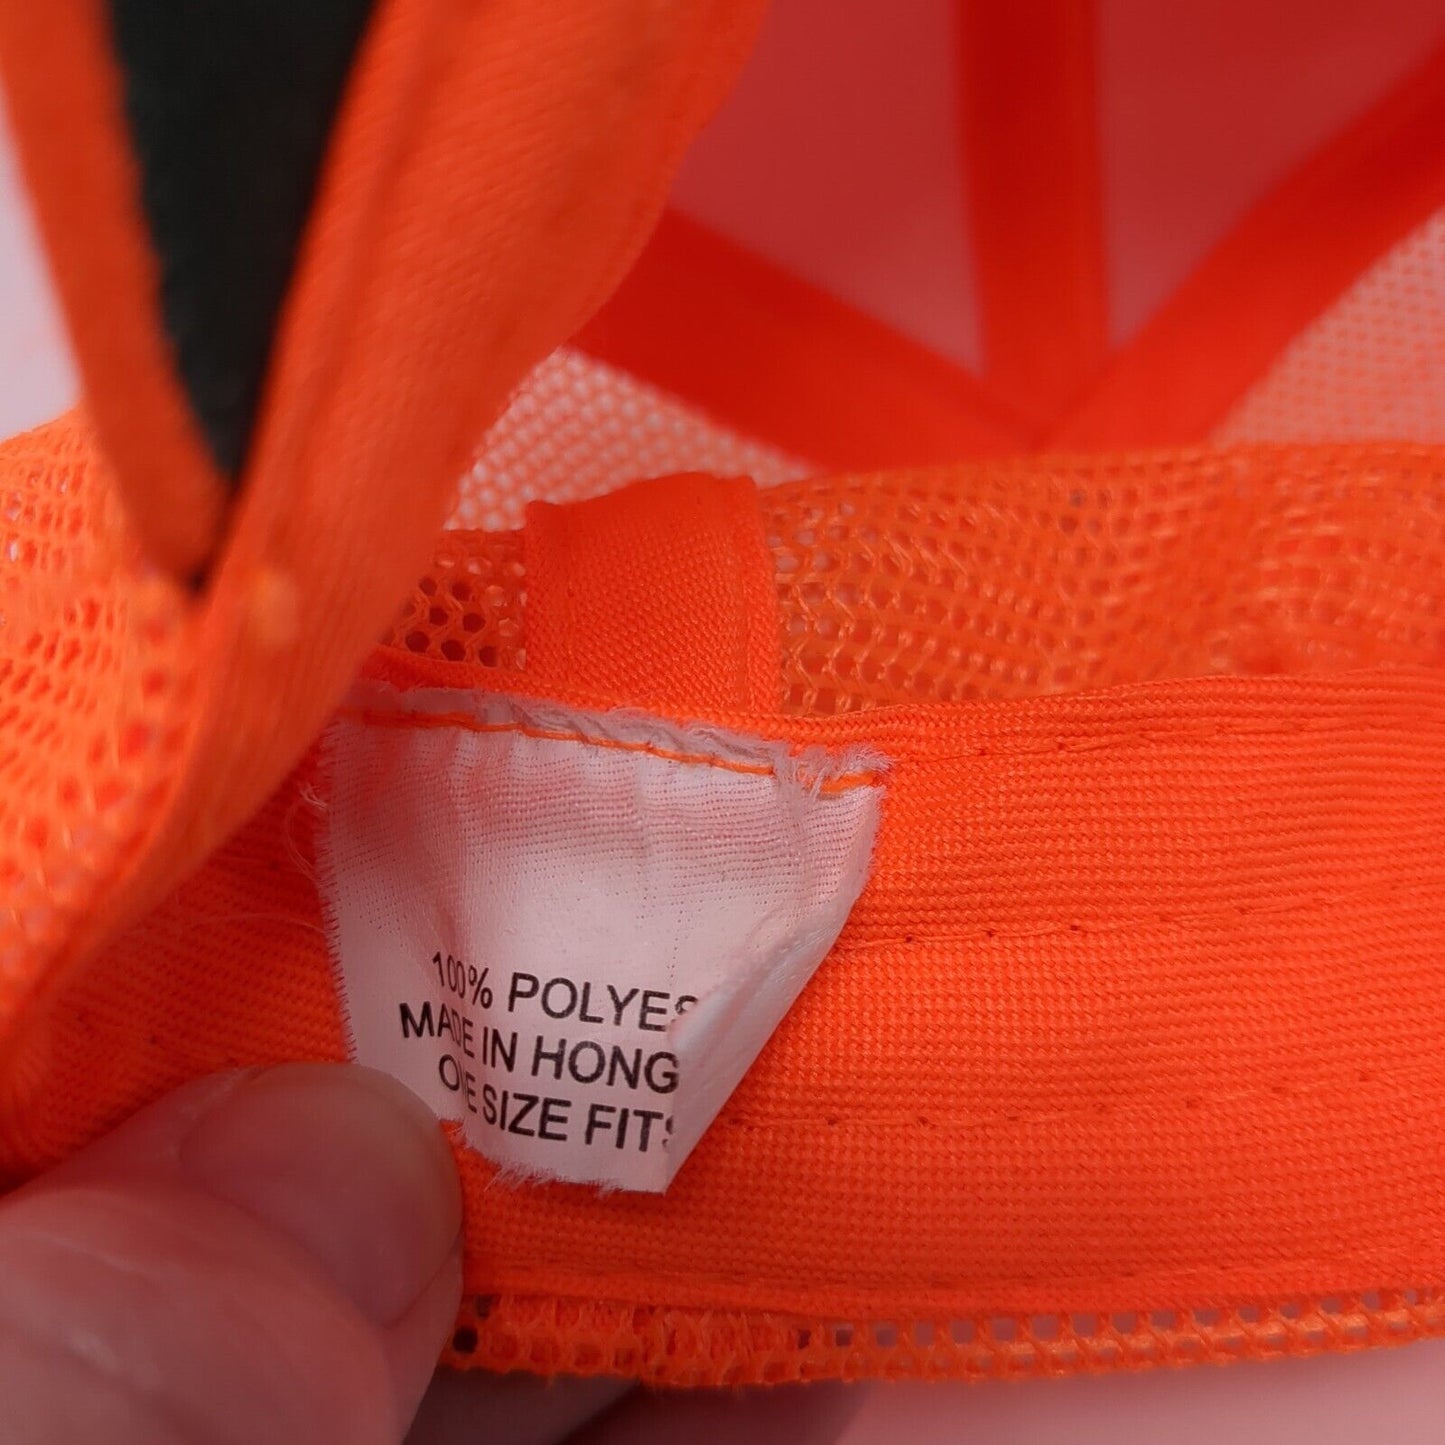 100% POLYES
MADE IN HONG
ONE SIZE FITS